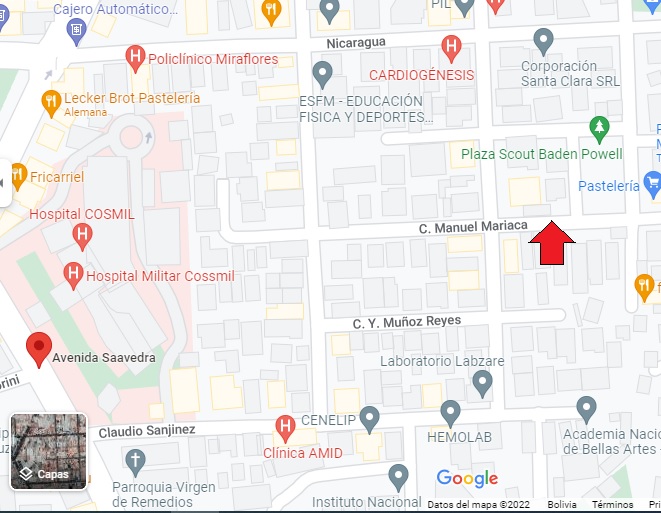 Cajero Automático...
PIL
Nicaragua
Policlínico Miraflores
CARDIOGÉNESIS
Corporación
Santa Clara SRL
Lecker Brot Pastelería
Alemana
ESFM - EDUCACIÓN
FISICA Y DEPORTES...
Plaza Scout Baden Powell
Fricarriel
Pastelería
Hospital COSMIL
C. Manuel Mariaca
Hospital Militar Cossmil
C. Y. Muñoz Reyes
Avenida Saavedra
Laboratorio Labzare
Claudio Sanjinez
CENELIP
HEMOLAB
Academia Nacio
de Bellas Artes -
Clínica AMID
Capas
Parroquia Virgen
de Remedios
Instituto Nacional
Google
Datos del mapa ©2022 Bolivia Términos Pri